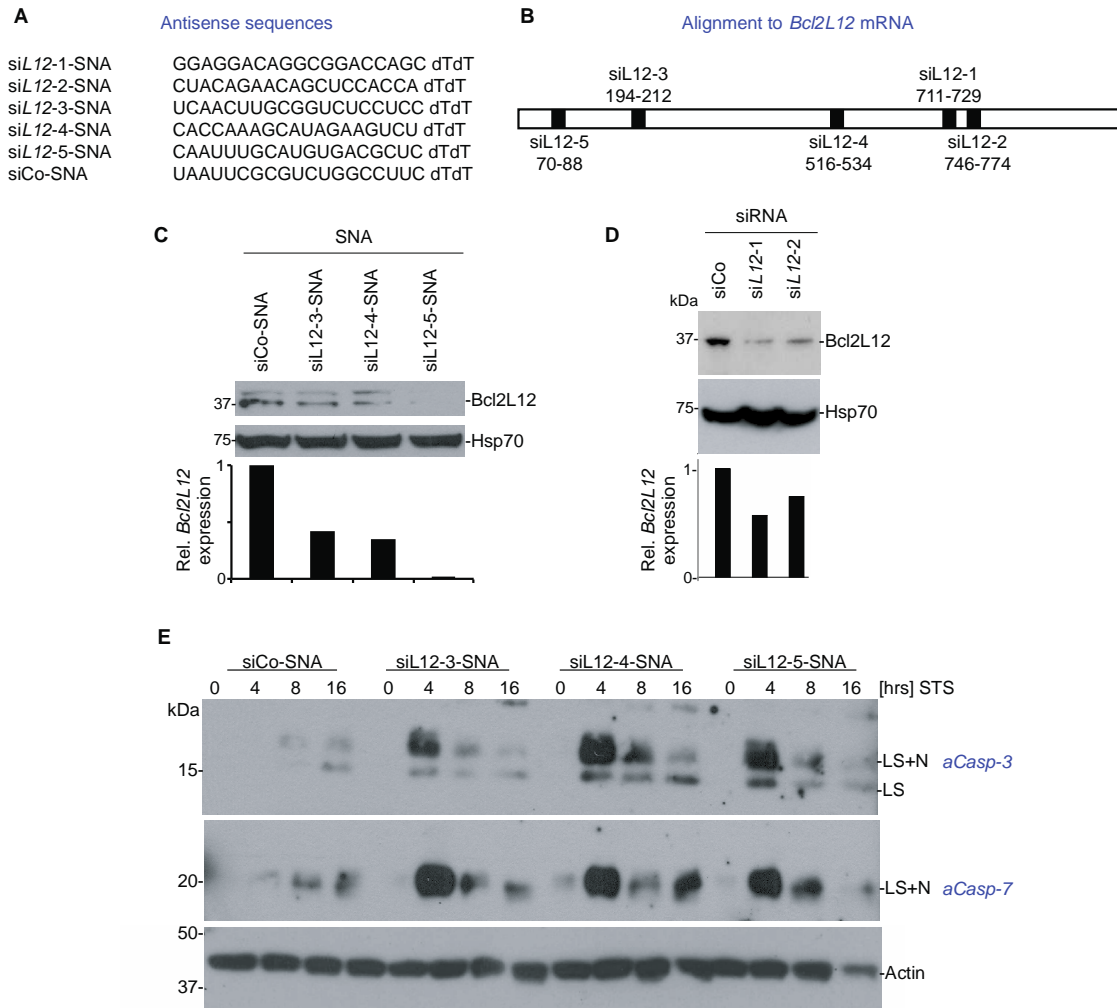 A
Antisense sequences
siL12-1-SNA GGAGGACAGGCGGACCAGC dTdT
siL12-2-SNA CUACAGAACAGCUCCACCA dTdT
siL12-3-SNA UCAACUUGCGGUCUCCUCC dTdT
siL12-4-SNA CACCAAAGCAUAGAAGUCU dTdT
siL12-5-SNA CAAUUUGCAUGUGACGCUC dTdT
siCo-SNA UAAUUCGCGUCUGGCCUUC dTdT
B
Alignment to Bcl2L12 mRNA
siL12-3 siL12-1
194-212 711-729
siL12-5 siL12-4 siL12-2
70-88 516-534 746-774
C
SNA
siCo-SNA
siL12-3-SNA
siL12-4-SNA
siL12-5-SNA
37- -Bcl2L12
75- -Hsp70
1
Rel. Bcl2L12
expression
0
D
siRNA
siCo
siL12-1
siL12-2
kDa
37- -Bcl2L12
75- -Hsp70
1-
Rel. Bcl2L12
expression
0-
E
siCo-SNA siL12-3-SNA siL12-4-SNA siL12-5-SNA
0 4 8 16 0 4 8 16 0 4 8 16 0 4 8 16 [hrs] STS
kDa
-LS+N aCasp-3
15-
-LS
20- -LS+N aCasp-7
50-
-Actin
37-